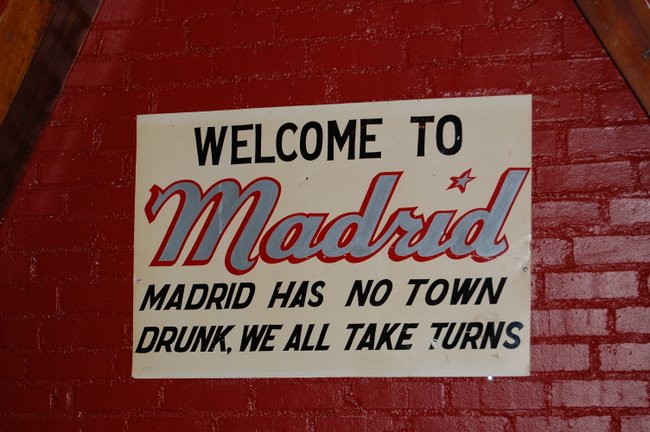 WELCOME TO
Madrid
MADRID HAS NO TOWN
DRUNK, WE ALL TAKE TURNS